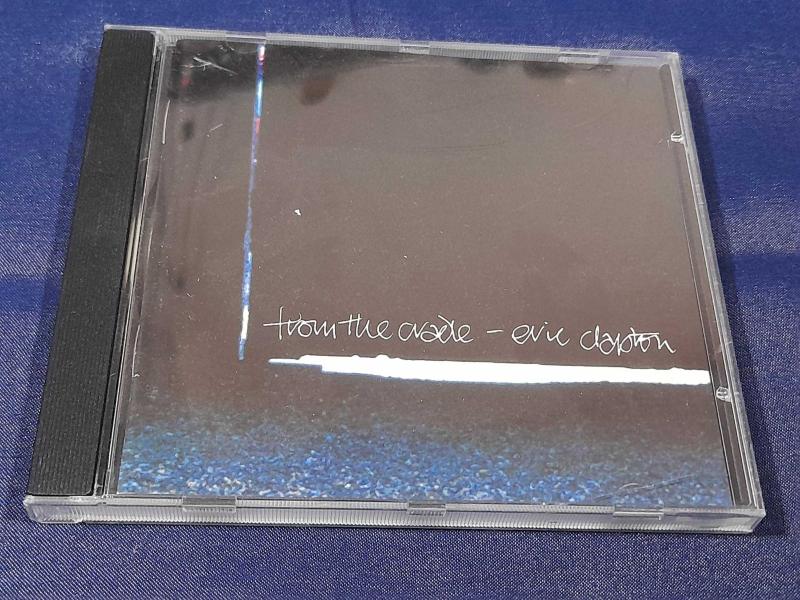 from the cradle - eric clapton